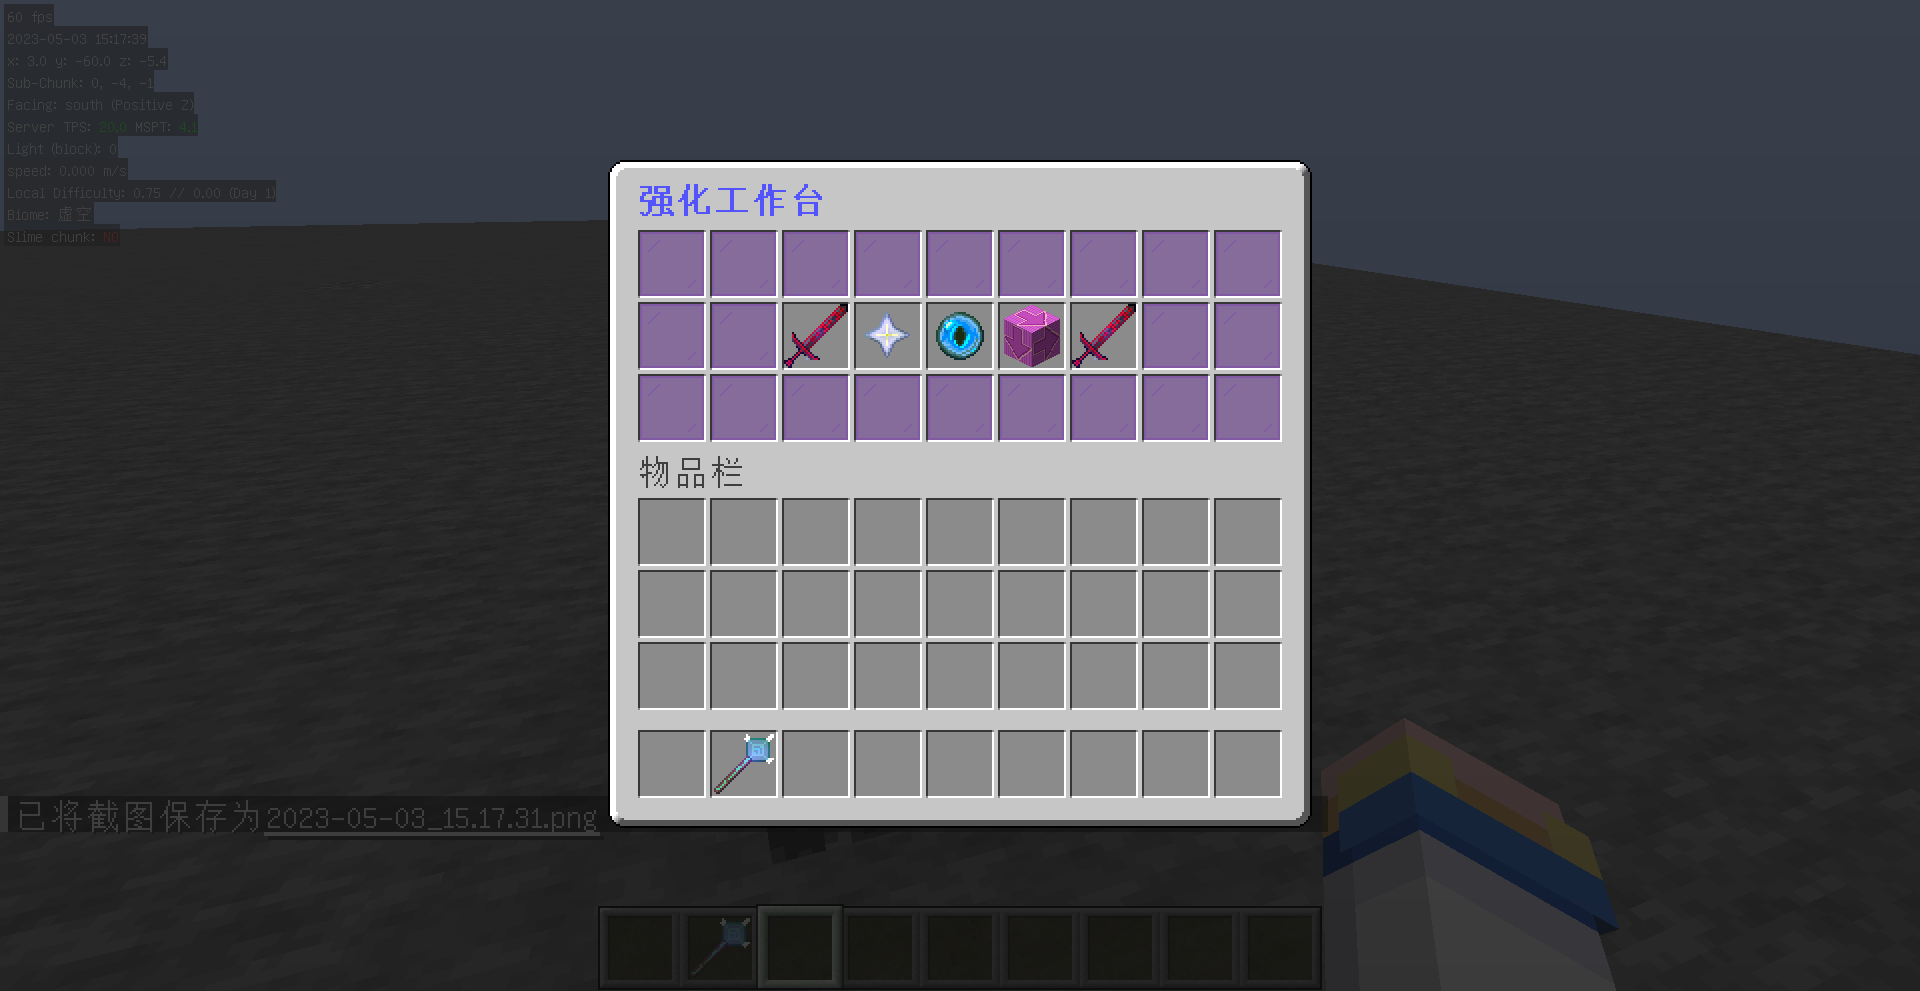 60 fps
2023-05-03 15:17:39
x: 3.0 y: -60.0 z: -5.4
Sub-Chunk: 0, -4, -1
Facing: south (Positive Z)
Server TPS: 20.0 MSPT: 4.1
Light (block): 0
speed: 0.000 m/s
Local Difficulty: 0.75 // 0.00 (Day 1)
Biome: 虚空
Slime chunk: NO
强化工作台
物品栏
已将截图保存为2023-05-03_15.17.31.png